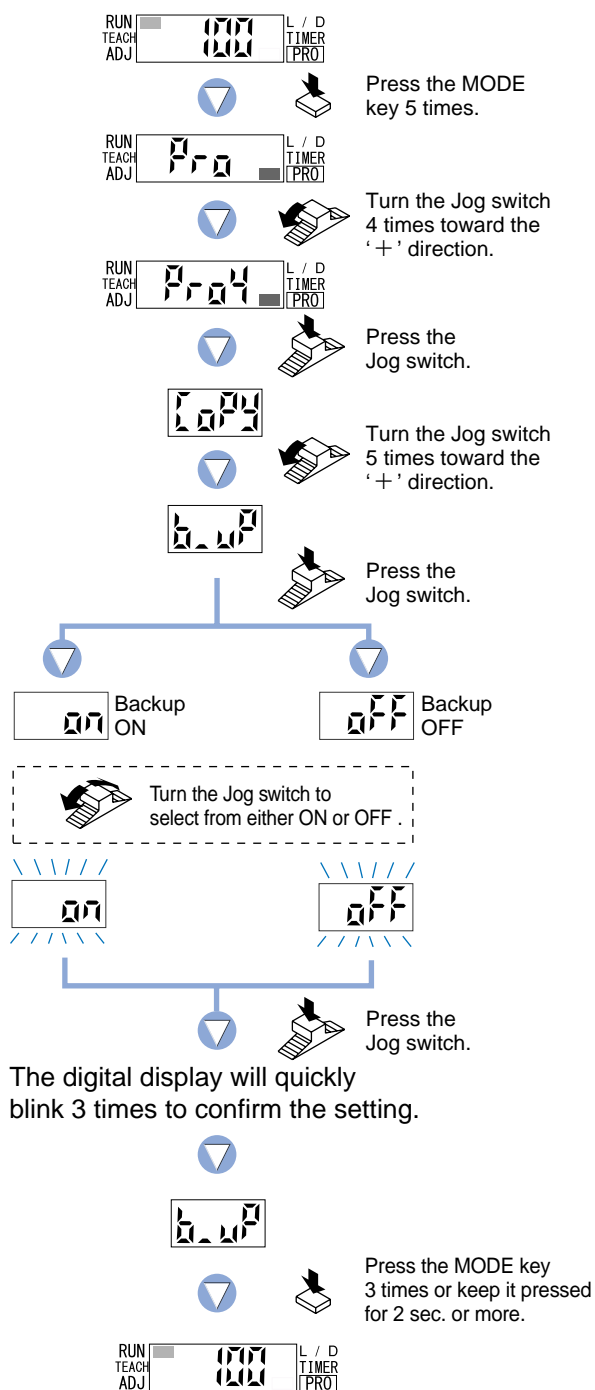 RUN
TEACH
ADJ
100
L / D
TIMER
PRO
Press the MODE
key 5 times.
RUN
TEACH
ADJ
Pro
L / D
TIMER
PRO
Turn the Jog switch
4 times toward the
‘＋’ direction.
RUN
TEACH
ADJ
Pro4
L / D
TIMER
PRO
Press the
Jog switch.
CoPy
Turn the Jog switch
5 times toward the
‘＋’ direction.
b_uP
Press the
Jog switch.
on
Backup
ON
oFF
Backup
OFF
Turn the Jog switch to
select from either ON or OFF .
on
oFF
Press the
Jog switch.
The digital display will quickly
blink 3 times to confirm the setting.
b_uP
Press the MODE key
3 times or keep it pressed
for 2 sec. or more.
RUN
TEACH
ADJ
100
L / D
TIMER
PRO